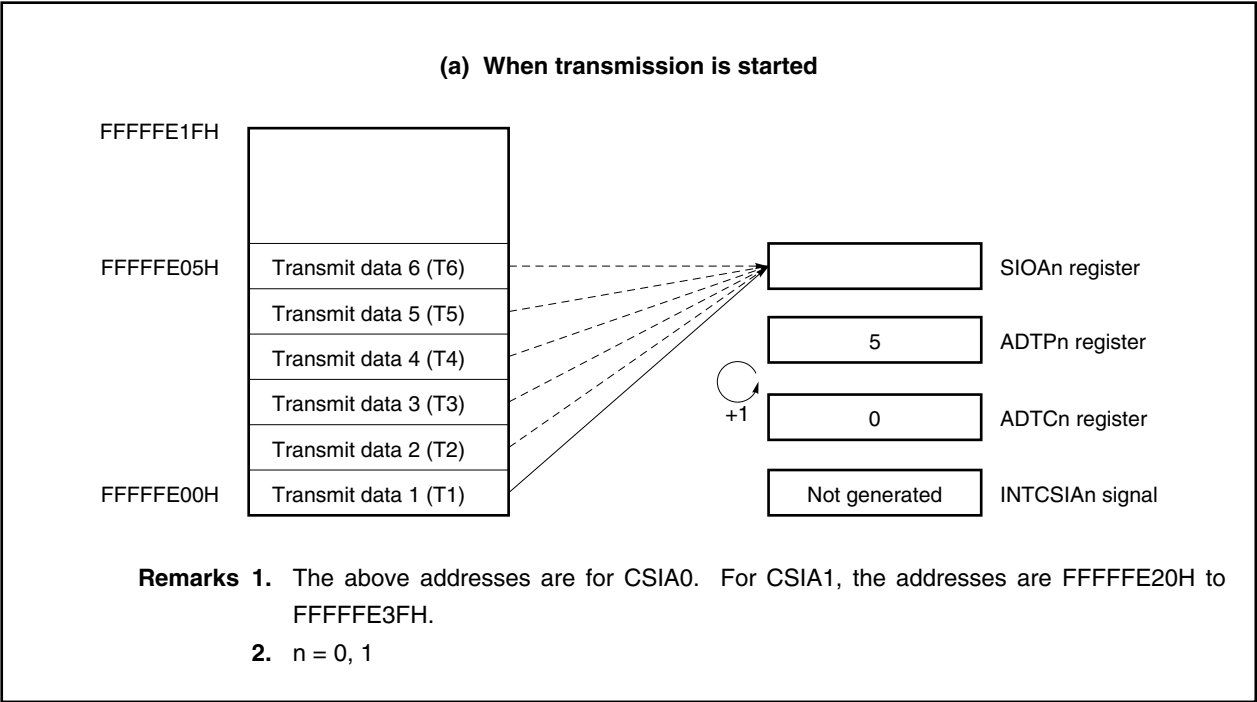 (a) When transmission is started
FFFFFE1FH
FFFFFE05H Transmit data 6 (T6) SIOAn register
Transmit data 5 (T5)
5 ADTPn register
Transmit data 4 (T4)
Transmit data 3 (T3)
+1
0 ADTCn register
Transmit data 2 (T2)
FFFFFE00H Transmit data 1 (T1) Not generated INTCSIAn signal
Remarks 1. The above addresses are for CSIA0. For CSIA1, the addresses are FFFFFE20H to
FFFFFE3FH.
2. n = 0, 1